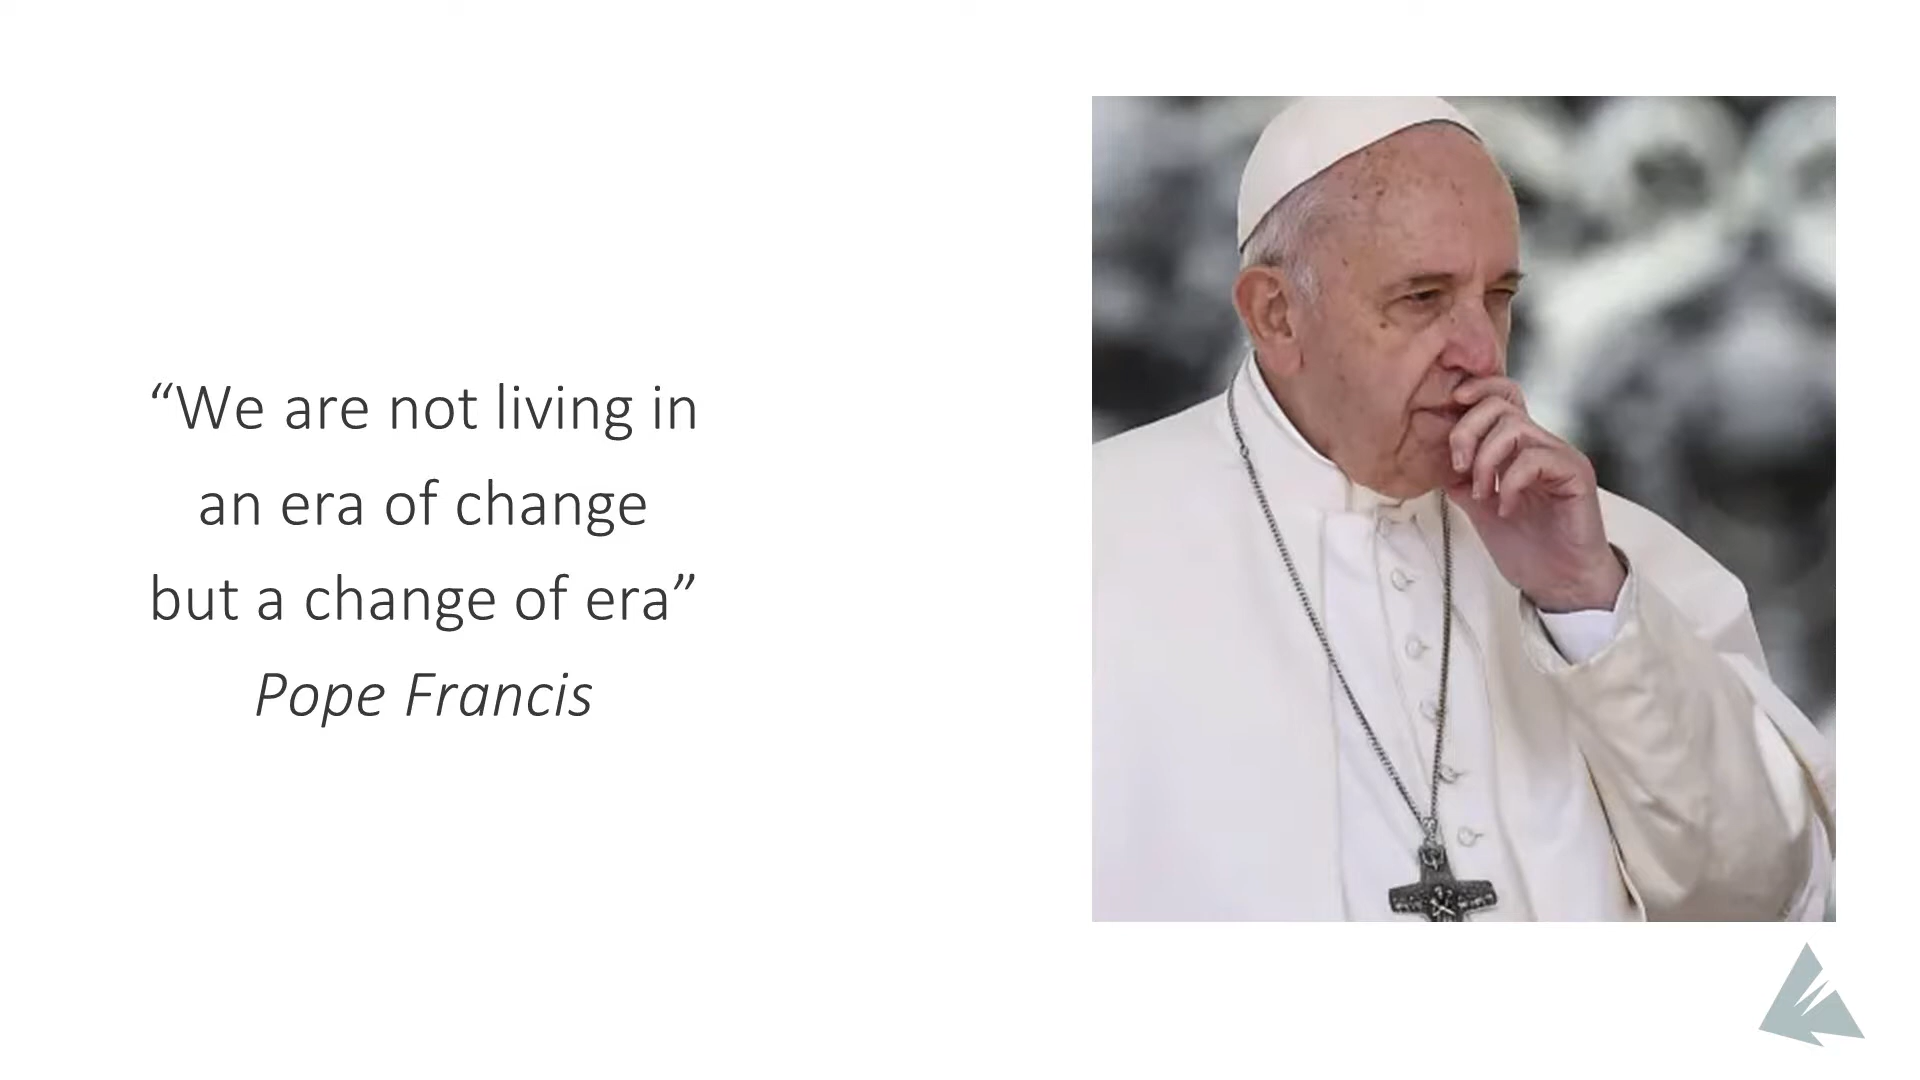 “We are not living in
an era of change
but a change of era”
Pope Francis